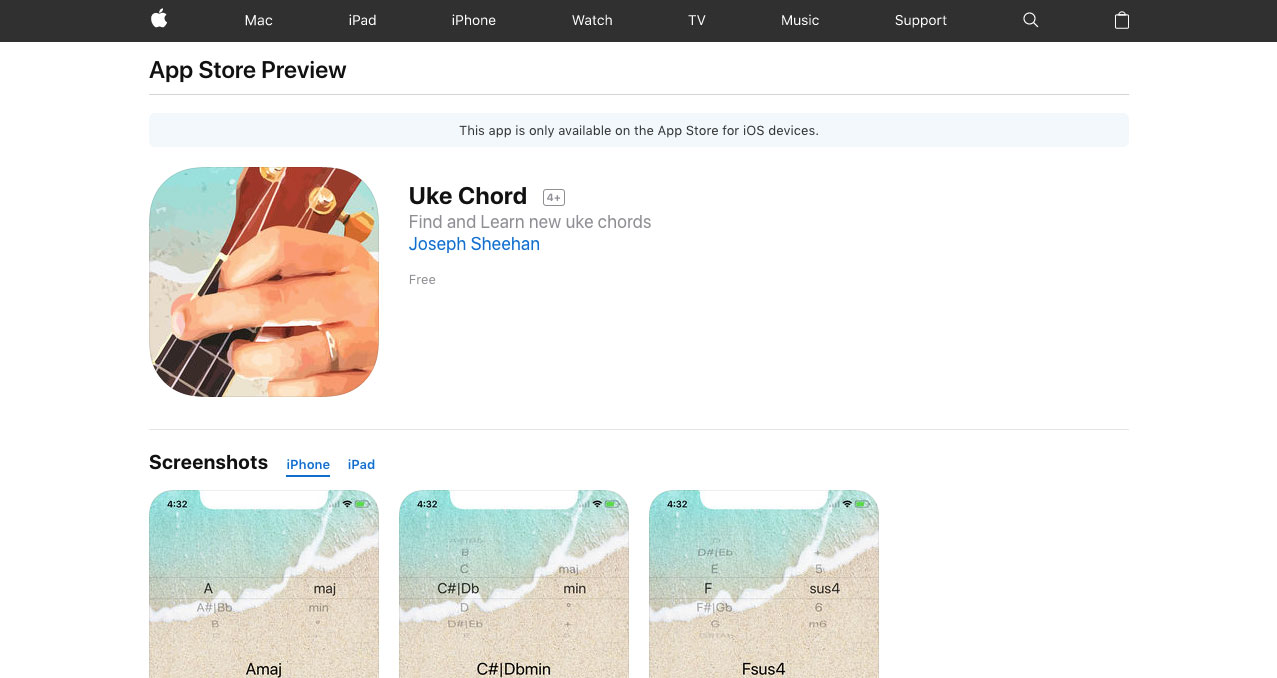 Mac iPad iPhone Watch TV Music Support
App Store Preview
This app is only available on the App Store for iOS devices.
Uke Chord 4+
Find and Learn new uke chords
Joseph Sheehan
Free
Screenshots iPhone iPad
4:32
A maj
A#|Bb min
B °
Amaj
4:32
B
C maj
C#|Db min
D °
D#|Eb +
C#|Dbmin
4:32
D#|Eb +
E 5
F sus4
F#|Gb 6
G m6
Fsus4